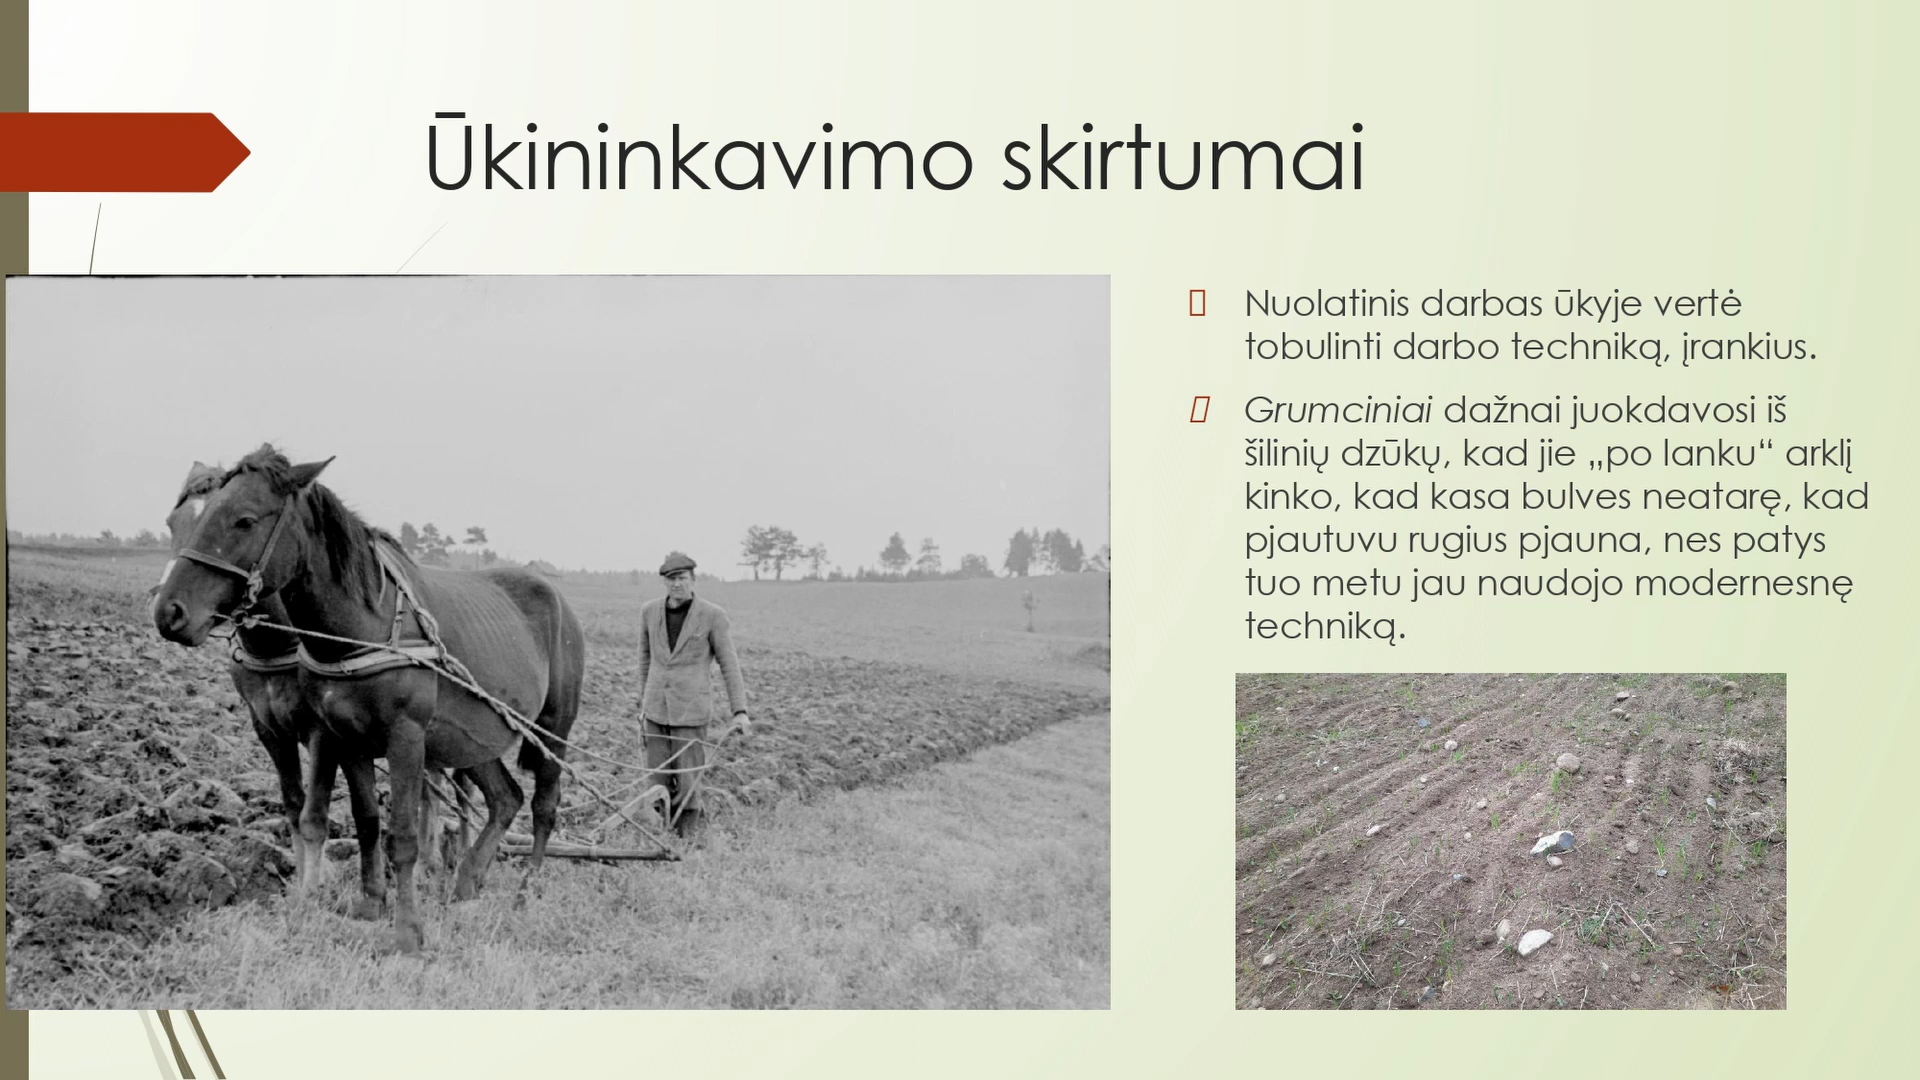 Ūkininkavimo skirtumai
Nuolatinis darbas ūkyje vertė
tobulinti darbo techniką, įrankius.
Grumciniai dažnai juokdavosi iš
šilinių dzūkų, kad jie „po lanku“ arklį
kinko, kad kasa bulves neatarę, kad
pjautuvu rugius pjauna, nes patys
tuo metu jau naudojo modernesnę
techniką.